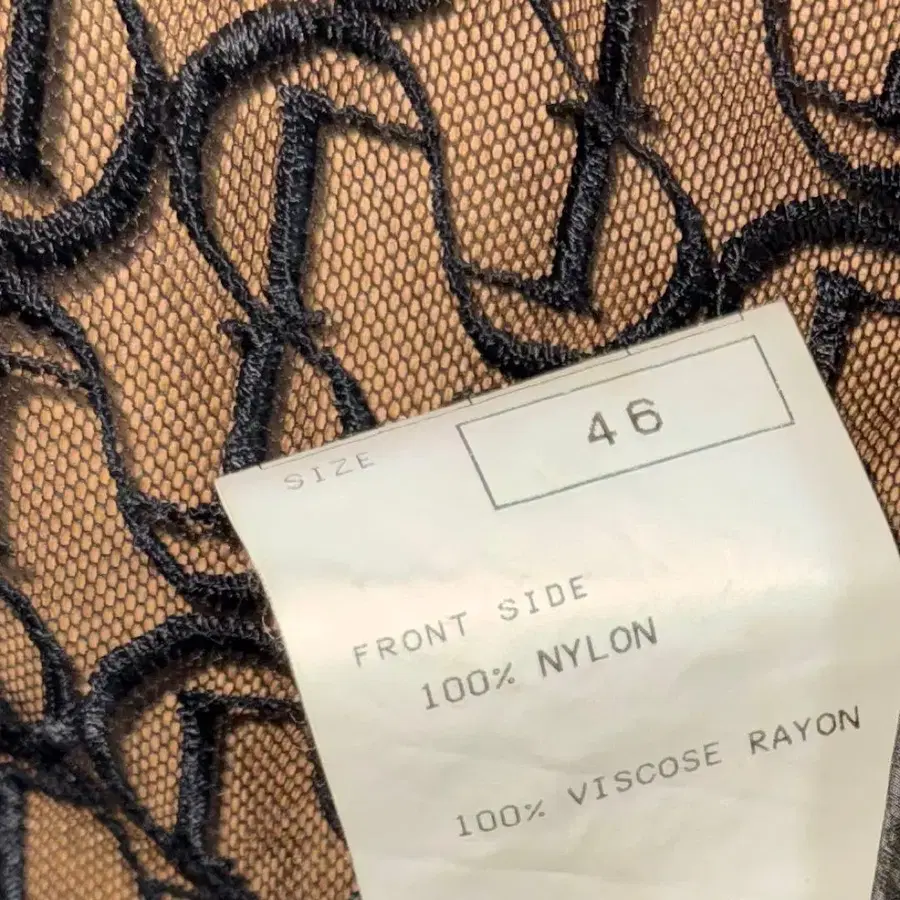 SIZE 46
FRONT SIDE
100% NYLON
100% VISCOSE RAYON